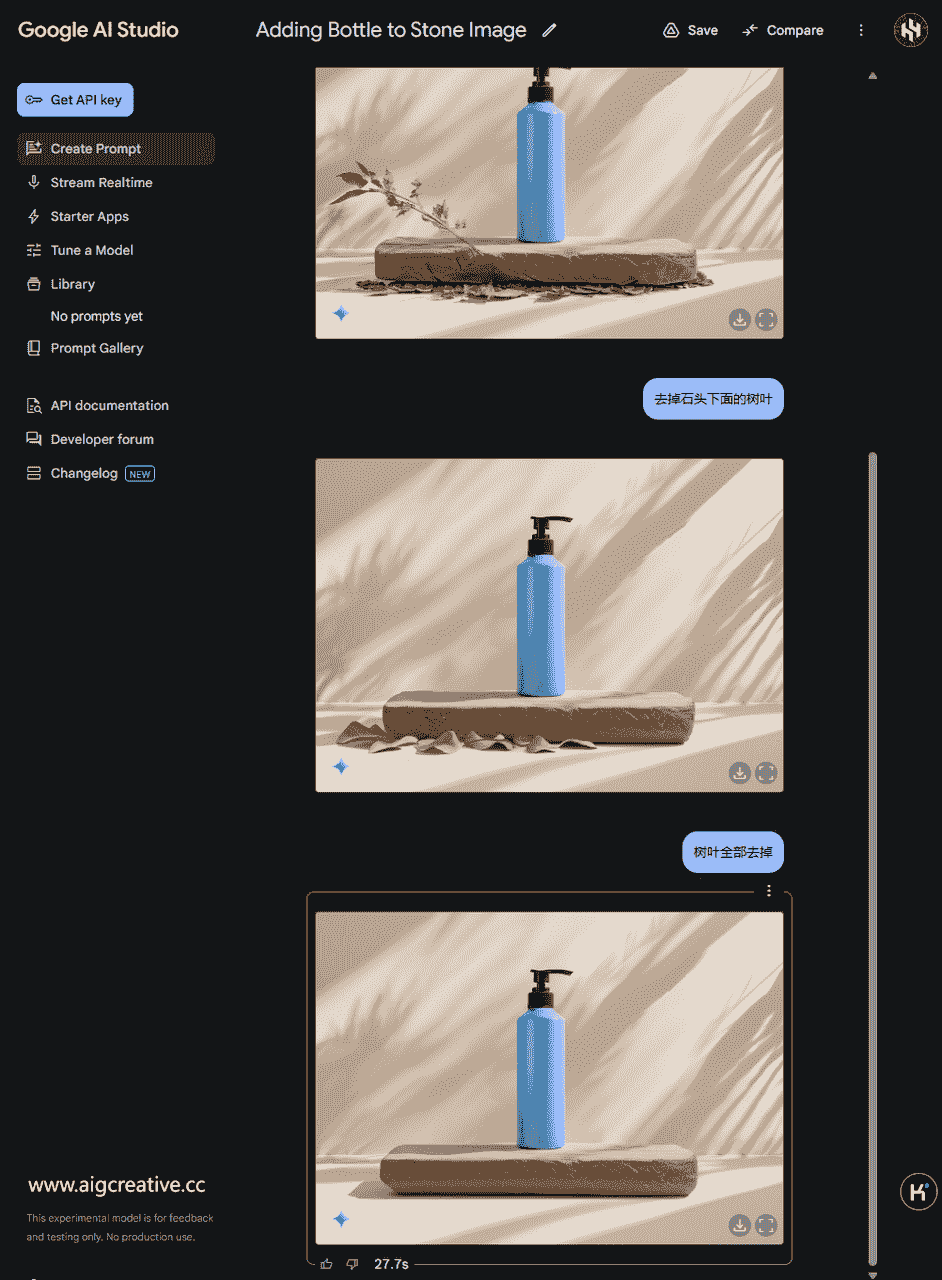 Google AI Studio
Adding Bottle to Stone Image
Save
Compare
Get API key
Create Prompt
Stream Realtime
Starter Apps
Tune a Model
Library
No prompts yet
Prompt Gallery
API documentation
Developer forum
Changelog NEW
去掉石头下面的树叶
树叶全部去掉
27.7s
www.aigcreative.cc
This experimental model is for feedback
and testing only. No production use.